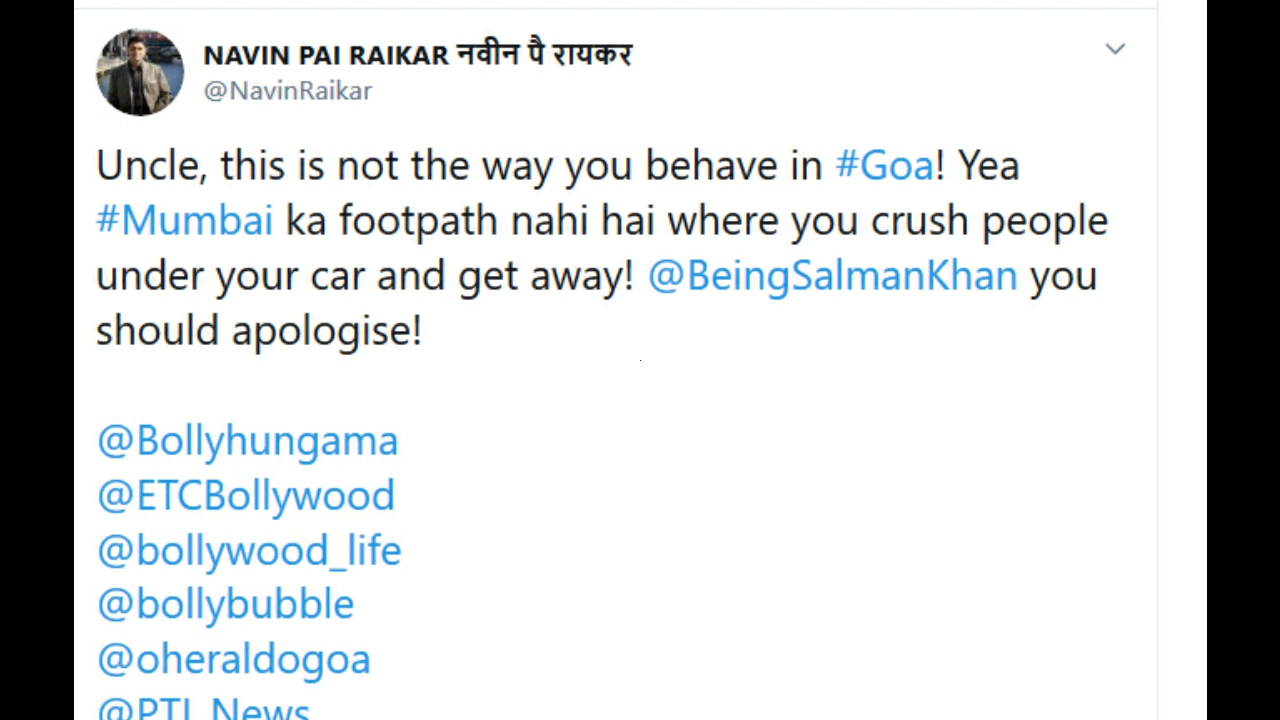 NAVIN PAI RAIKAR नवीन पै रायकर
@NavinRaikar
Uncle, this is not the way you behave in #Goa! Yea
#Mumbai ka footpath nahi hai where you crush people
under your car and get away! @BeingSalmanKhan you
should apologise!
@Bollyhungama
@ETCBollywood
@bollywood_life
@bollybubble
@oheraldogoa
@PTI_News